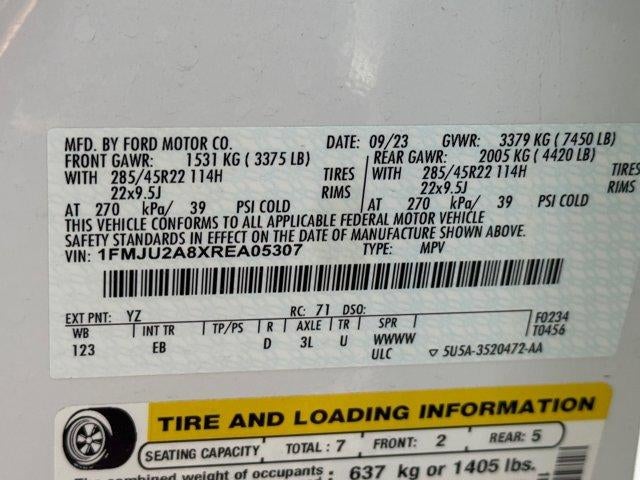 MFD. BY FORD MOTOR CO. DATE: 09/23 GVWR: 3379 KG (7450 LB)
FRONT GAWR: 1531 KG (3375 LB) REAR GAWR: 2005 KG (4420 LB)
WITH 285/45R22 114H TIRES WITH 285/45R22 114H TIRES
22x9.5J RIMS 22x9.5J RIMS
AT 270 kPa/ 39 PSI COLD AT 270 kPa/ 39 PSI COLD
THIS VEHICLE CONFORMS TO ALL APPLICABLE FEDERAL MOTOR VEHICLE
SAFETY STANDARDS IN EFFECT ON THE DATE OF MANUFACTURE SHOWN ABOVE.
VIN: 1FMJU2A8XREA05307 TYPE: MPV
EXT PNT: YZ RC: 71 DSO:
WB INT TR TP/PS R AXLE TR SPR F0234
123 EB D 3L U WWWW T0456
ULC ▽ 5U5A-3520472-AA
TIRE AND LOADING INFORMATION
SEATING CAPACITY TOTAL : 7 FRONT: 2 REAR: 5
The combined weight of occupants : 637 kg or 1405 lbs.